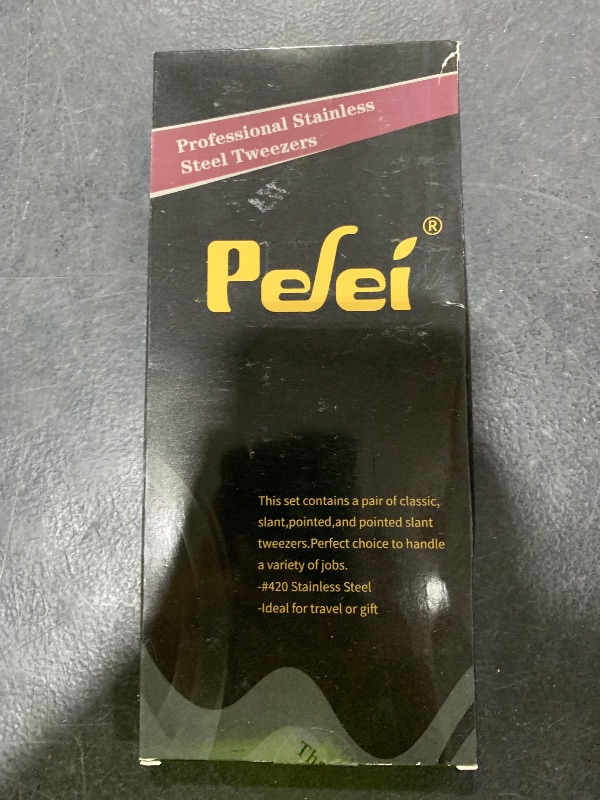 Professional Stainless
Steel Tweezers
Pesei®
This set contains a pair of classic,
slant,pointed,and pointed slant
tweezers.Perfect choice to handle
a variety of jobs.
-#420 Stainless Steel
-Ideal for travel or gift